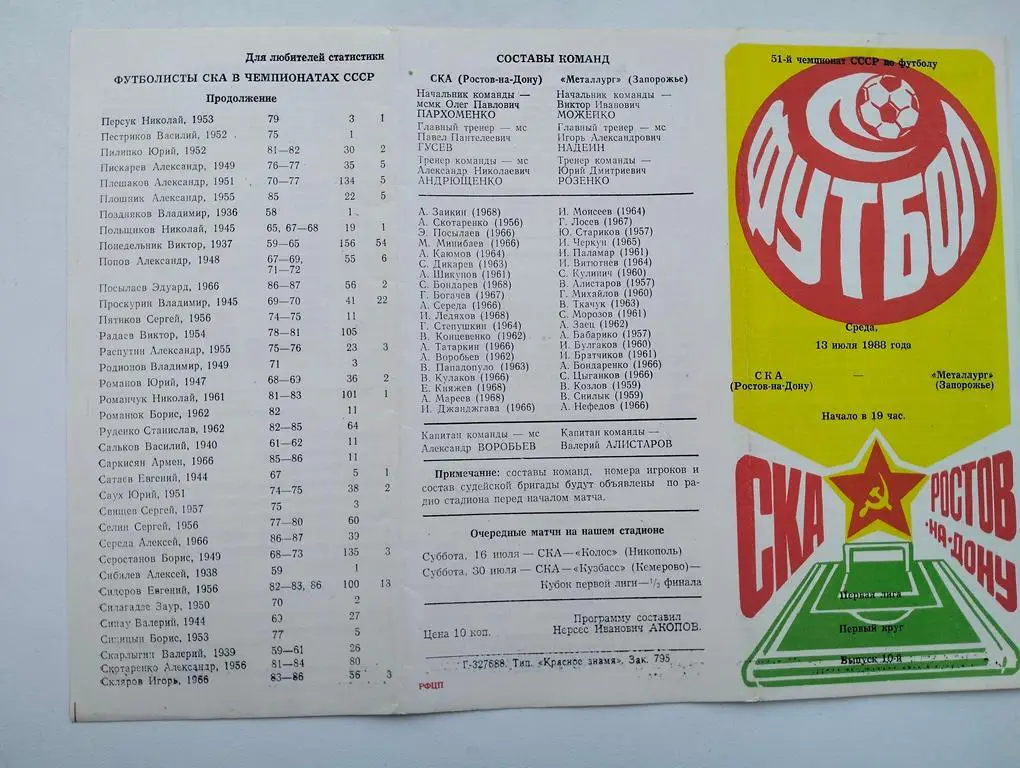 Для любителей статистики
ФУТБОЛИСТЫ СКА В ЧЕМПИОНАТАХ СССР
Продолжение
Персук Николай, 1953 79 3 1
Пестриков Василий, 1952 75 1
Пилипко Юрий, 1952 81—82 30 2
Пискарев Александр, 1949 76—77 35 5
Плешаков Александр, 1951 70—77 134 5
Плошник Александр, 1955 85 22 5
Поздняков Владимир, 1936 58 1
Польщиков Николай, 1945 65, 67—68 19 1
Понедельник Виктор, 1937 59—65 156 54
Попов Александр, 1948 67—69, 55 6
71—72
Посылаев Эдуард, 1966 86—87 56 2
Проскурин Владимир, 1945 69—70 41 22
Пятников Сергей, 1956 74—75 11
Радаев Виктор, 1954 78—81 105
Распутин Александр, 1955 75—76 23 3
Родионов Владимир, 1949 71 3
Романов Юрий, 1947 68—69 36 2
Романчук Николай, 1961 81—83 101 1
Романюк Борис, 1962 82 11
Руденко Станислав, 1962 82—85 64
Сальков Василий, 1940 61—62 11
Саркисян Армен, 1966 85—86 11
Сатаев Евгений, 1944 67 5 1
Саух Юрий, 1951 74—75 38 2
Свищев Сергей, 1957 75 3
Селин Сергей, 1956 77—80 60
Середа Алексей, 1966 86—87 39
Серостанов Борис, 1949 68—73 135 3
Сибилев Алексей, 1938 59 1
Сидоров Евгений, 1956 82—83, 86 100 13
Силагадзе Заур, 1950 70 2
Синау Валерий, 1944 69 27
Синицын Борис, 1953 77 5
Скарлыгин Валерий, 1939 59—61 26
Скотаренко Александр, 1956 81—84 80
Скляров Игорь, 1966 83—86 56 3
СОСТАВЫ КОМАНД
СКА (Ростов-на-Дону) «Металлург» (Запорожье)
Начальник команды — Начальник команды —
мсмк Олег Павлович Виктор Иванович
ПАРХОМЕНКО МОЖЕЙКО
Главный тренер — мс Главный тренер — мс
Павел Пантелеевич Игорь Александрович
ГУСЕВ НАДЕИН
Тренер команды — Тренер команды —
Александр Николаевич Юрий Дмитриевич
АНДРЮЩЕНКО РОЗЕНКО
А. Заикин (1968) И. Моисеев (1964)
А. Скотаренко (1956) Г. Лосев (1967)
Э. Посылаев (1966) Ю. Стариков (1957)
М. Минибаев (1966) И. Черкун (1965)
А. Каюмов (1964) И. Паламар (1961)
С. Дикарев (1963) И. Витютнев (1964)
А. Шикунов (1961) С. Кулинич (1960)
С. Бондарев (1968) В. Алистаров (1957)
Г. Богачев (1967) Г. Михайлов (1960)
А. Середа (1966) В. Ткачук (1963)
И. Ледяхов (1968) С. Морозов (1961)
Г. Степушкин (1964) А. Заец (1962)
В. Концевенко (1962) А. Бабаренко (1957)
А. Татаркин (1966) И. Булгаков (1960)
А. Воробьев (1962) И. Братчиков (1961)
В. Пападопуло (1963) А. Бондаренко (1966)
В. Кулаков (1966) С. Цыганков (1966)
Е. Княжев (1968) В. Козлов (1959)
А. Мареев (1968) В. Снилык (1959)
И. Джанджгава (1966) А. Нефедов (1966)
Капитан команды — мс Капитан команды —
Александр ВОРОБЬЕВ Валерий АЛИСТАРОВ
Примечание: составы команд, номера игроков и
состав судейской бригады будут объявлены по ра-
дио стадиона перед началом матча.
Очередные матчи на нашем стадионе
Суббота, 16 июля — СКА—«Колос» (Никополь)
Суббота, 30 июля — СКА—«Кузбасс» (Кемерово)—
Кубок первой лиги—1/2 финала
Программу составил
Цена 10 коп. Нерсес Иванович АКОПОВ.
Г-327688. Тип. «Красное знамя», Зак. 795
РФЦП
51-й чемпионат СССР по футболу
ФУТБОЛ
Среда,
13 июля 1988 года
СКА — «Металлург»
(Ростов-на-Дону) (Запорожье)
Начало в 19 час.
СКА РОСТОВ
-НА-ДОНУ
Первая лига
Первый круг
Выпуск 10-й